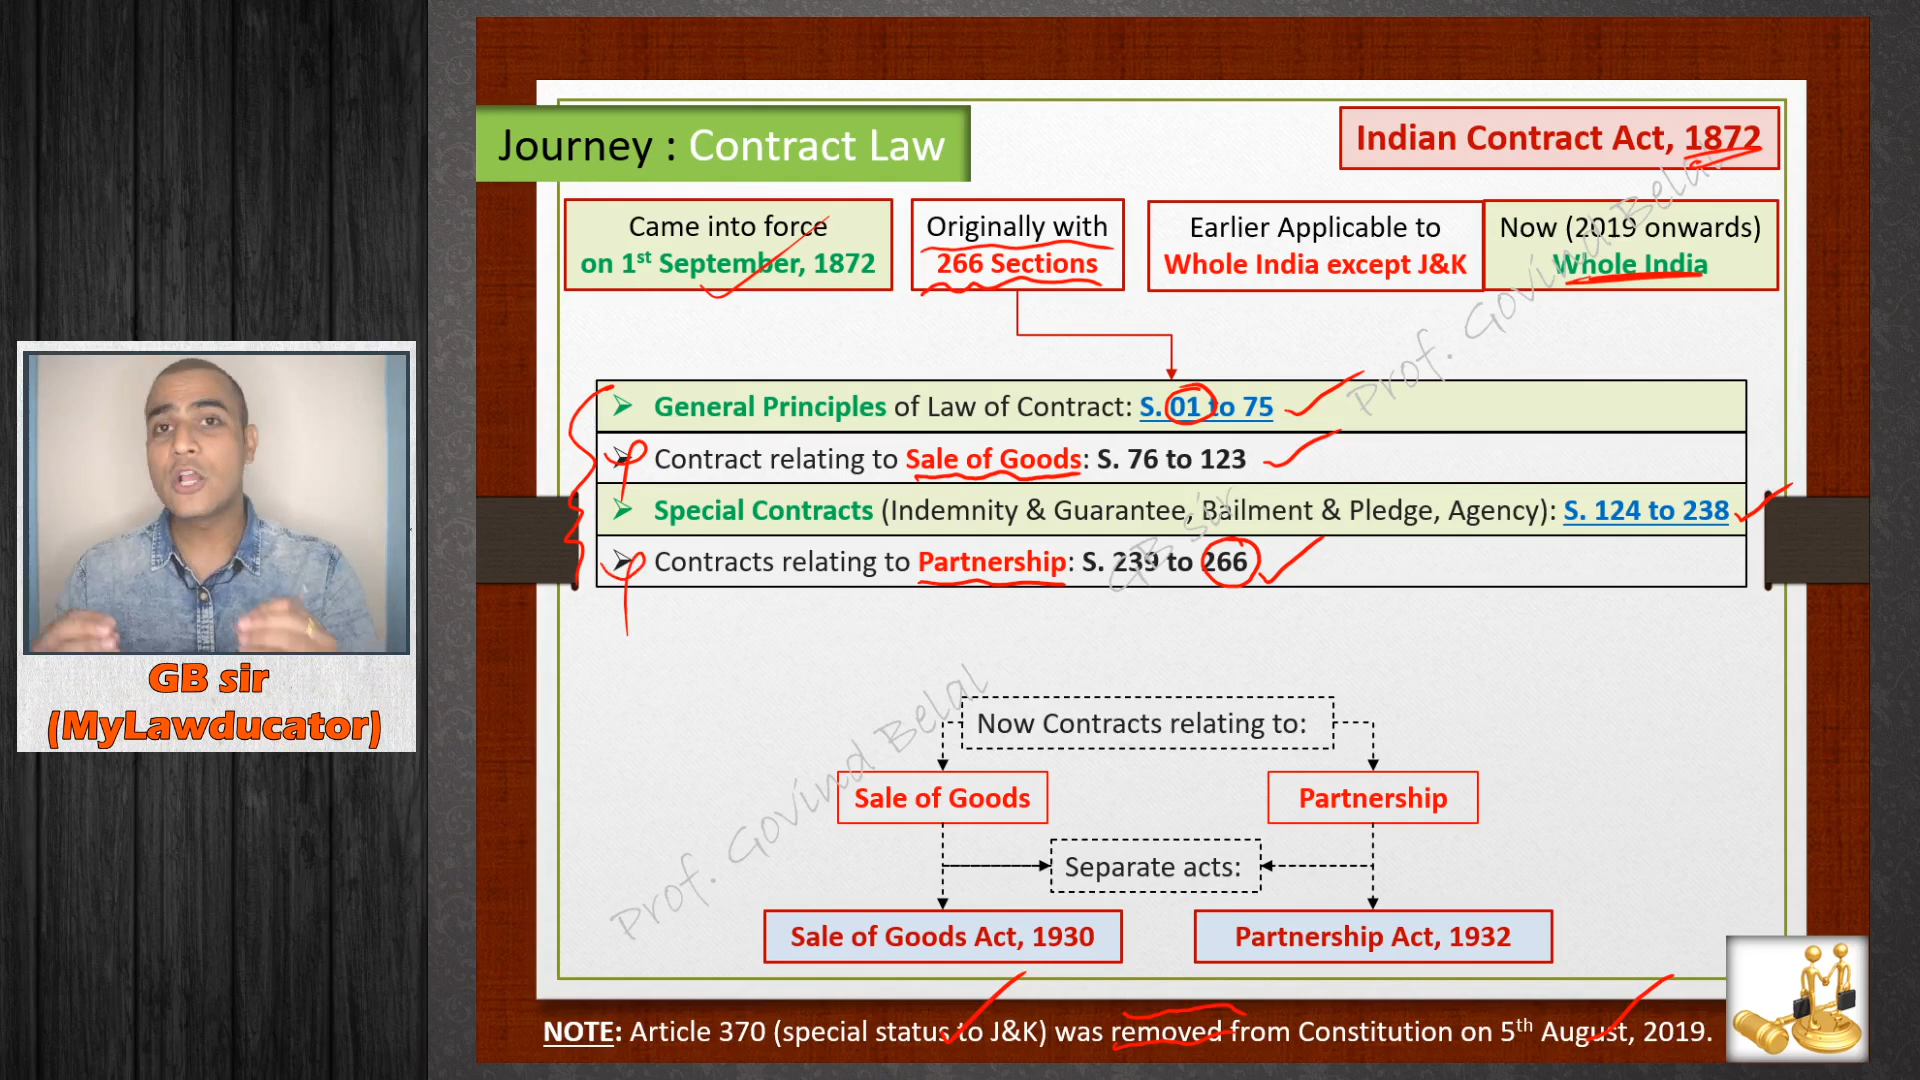 Journey : Contract Law
Indian Contract Act, 1872
Came into force
on 1st September, 1872
Originally with
266 Sections
Earlier Applicable to
Whole India except J&K
Now (2019 onwards)
Whole India
General Principles of Law of Contract: S. 01 to 75
Contract relating to Sale of Goods: S. 76 to 123
Special Contracts (Indemnity & Guarantee, Bailment & Pledge, Agency): S. 124 to 238
Contracts relating to Partnership: S. 239 to 266
GB sir
(MyLawducator)
Prof. Govind Belal
GB sir
Prof. Govind Belal
Now Contracts relating to:
Sale of Goods
Partnership
Separate acts:
Sale of Goods Act, 1930
Partnership Act, 1932
NOTE: Article 370 (special status to J&K) was removed from Constitution on 5th August, 2019.